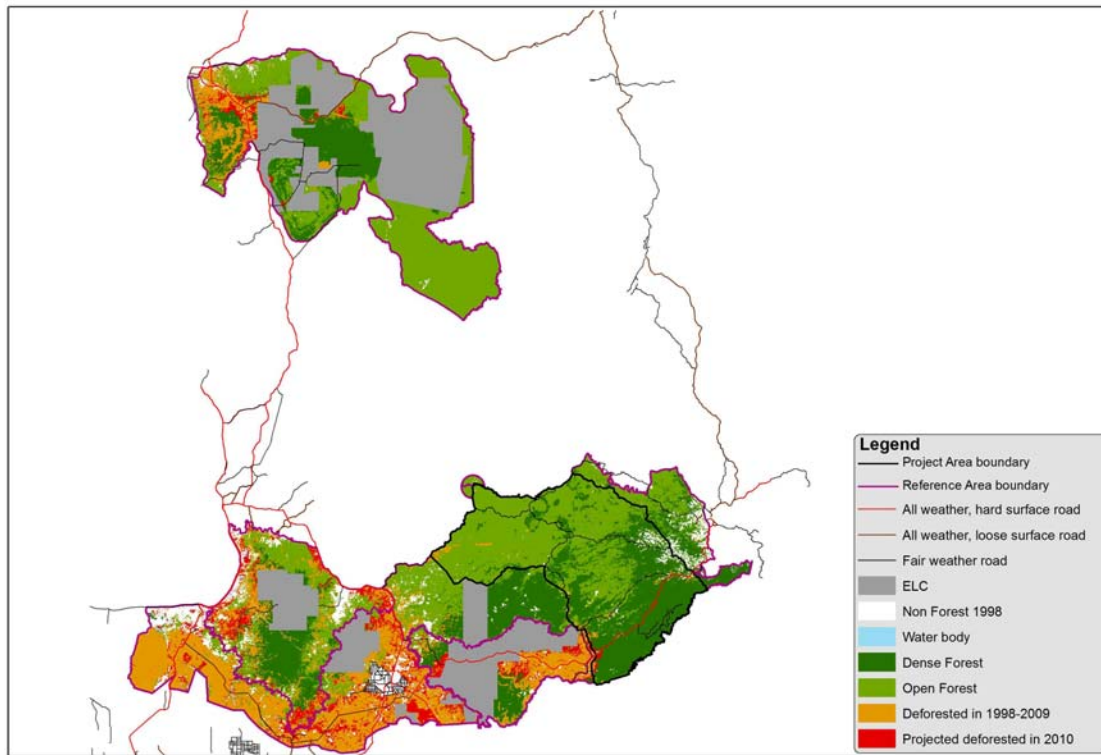 Legend
Project Area boundary
Reference Area boundary
All weather, hard surface road
All weather, loose surface road
Fair weather road
ELC
Non Forest 1998
Water body
Dense Forest
Open Forest
Deforested in 1998-2009
Projected deforested in 2010